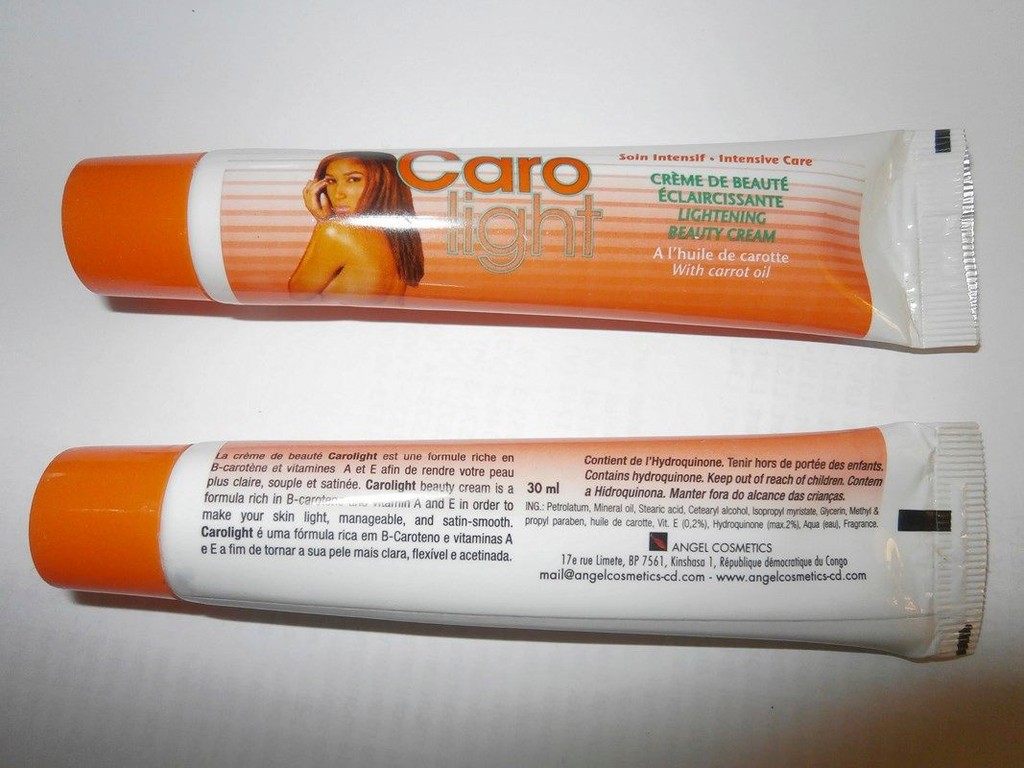 Caro
light
Soin Intensif • Intensive Care
CRÈME DE BEAUTÉ
ÉCLAIRCISSANTE
LIGHTENING
BEAUTY CREAM
A l'huile de carotte
With carrot oil
La crème de beauté Carolight est une formule riche en
B-carotène et vitamines A et E afin de rendre votre peau
plus claire, souple et satinée. Carolight beauty cream is a
formula rich in B-caroten and vitamin A and E in order to
make your skin light, manageable, and satin-smooth.
Carolight é uma fórmula rica em B-Caroteno e vitaminas A
e E a fim de tornar a sua pele mais clara, flexível e acetinada.
30 ml
Contient de l'Hydroquinone. Tenir hors de portée des enfants.
Contains hydroquinone. Keep out of reach of children. Contem
a Hidroquinona. Manter fora do alcance das crianças.
ING.: Petrolatum, Mineral oil, Stearic acid, Cetearyl alcohol, Isopropyl myristate, Glycerin, Methyl &
propyl paraben, huile de carotte, Vit. E (0,2%), Hydroquinone (max.2%), Aqua (eau), Fragrance.
ANGEL COSMETICS
17e rue Limete, BP 7561, Kinshasa 1, République démocratique du Congo
mail@angelcosmetics-cd.com - www.angelcosmetics-cd.com